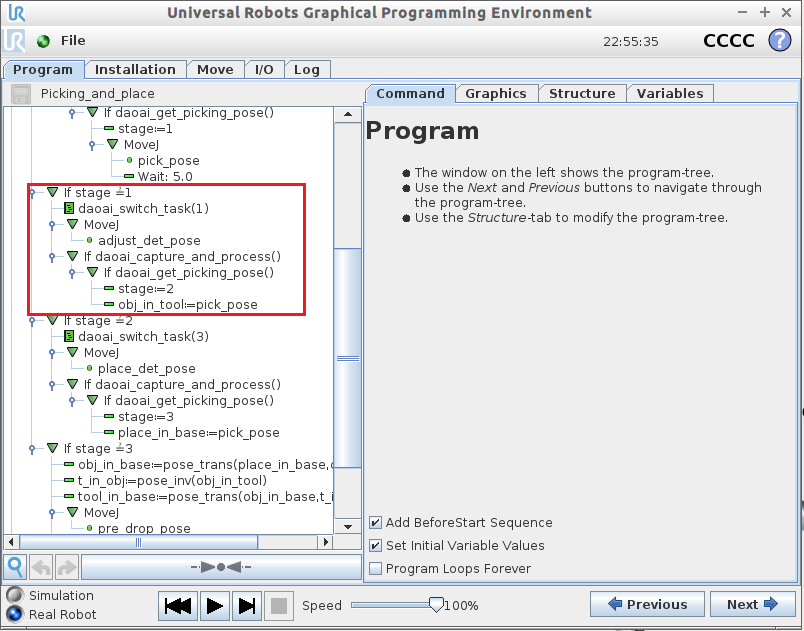 Universal Robots Graphical Programming Environment
File
22:55:35
CCCC
?
Program
Installation
Move
I/O
Log
Picking_and_place
If daoai_get_picking_pose()
stage:=1
MoveJ
pick_pose
Wait: 5.0
If stage ≟1
daoai_switch_task(1)
MoveJ
adjust_det_pose
If daoai_capture_and_process()
If daoai_get_picking_pose()
stage:=2
obj_in_tool:=pick_pose
If stage ≟2
daoai_switch_task(3)
MoveJ
place_det_pose
If daoai_capture_and_process()
If daoai_get_picking_pose()
stage:=3
place_in_base:=pick_pose
If stage ≟3
obj_in_base:=pose_trans(place_in_base,
t_in_obj:=pose_inv(obj_in_tool)
tool_in_base:=pose_trans(obj_in_base,t_i
MoveJ
pre_drop_pose
Simulation
Real Robot
Command
Graphics
Structure
Variables
Program
The window on the left shows the program-tree.
Use the Next and Previous buttons to navigate through
the program-tree.
Use the Structure-tab to modify the program-tree.
Add BeforeStart Sequence
Set Initial Variable Values
Program Loops Forever
Speed
100%
Previous
Next